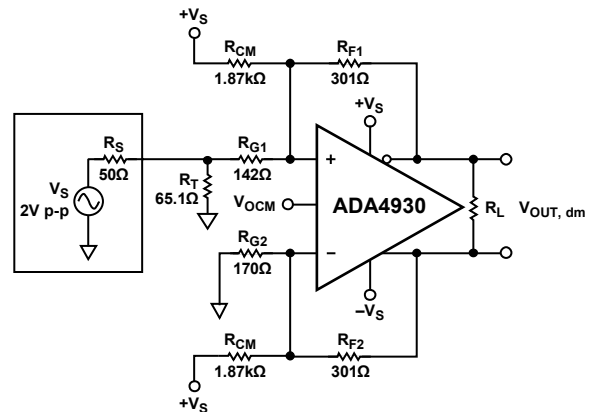 +VS
RCM
1.87kΩ
RF1
301Ω
+VS
RS
50Ω
VS
2V p-p
RT
65.1Ω
RG1
142Ω
+
VOCM
ADA4930
RL
VOUT, dm
RG2
170Ω
−
−VS
RCM
1.87kΩ
RF2
301Ω
+VS